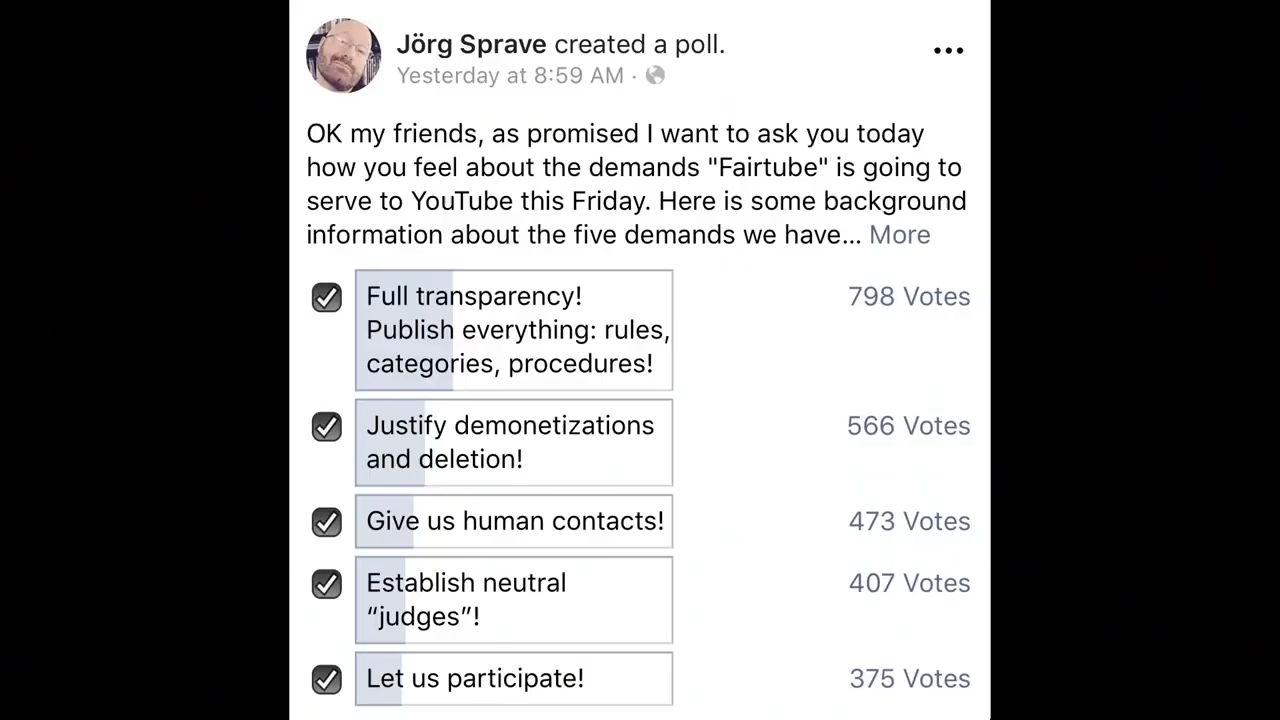 Jörg Sprave created a poll.
Yesterday at 8:59 AM ·
OK my friends, as promised I want to ask you today
how you feel about the demands "Fairtube" is going to
serve to YouTube this Friday. Here is some background
information about the five demands we have... More
Full transparency!
Publish everything: rules,
categories, procedures!
798 Votes
Justify demonetizations
and deletion!
566 Votes
Give us human contacts!
473 Votes
Establish neutral
“judges”!
407 Votes
Let us participate!
375 Votes